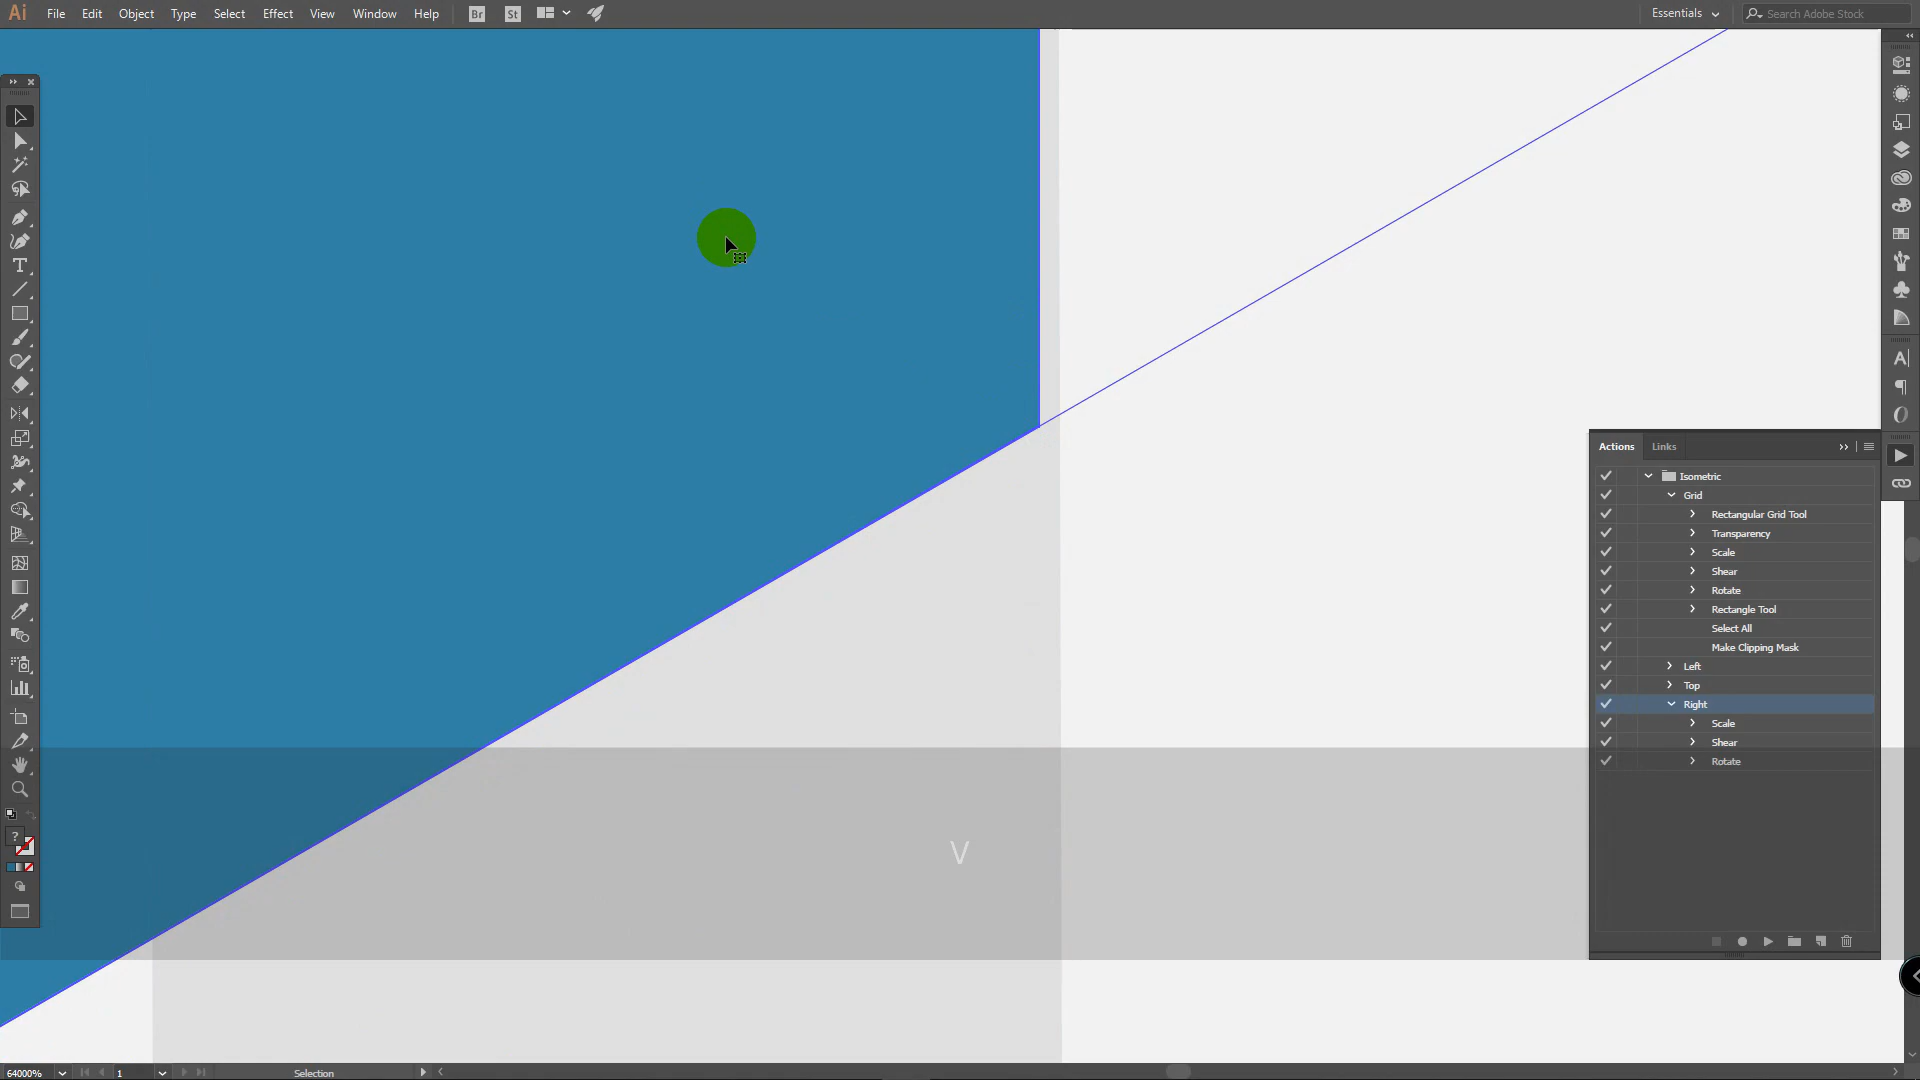 Ai File Edit Object Type Select Effect View Window Help Br St Essentials Search Adobe Stock
Actions Links
Isometric
Grid
Rectangular Grid Tool
Transparency
Scale
Shear
Rotate
Rectangle Tool
Select All
Make Clipping Mask
Left
Top
Right
Scale
Shear
Rotate
V
64000% 1 Selection